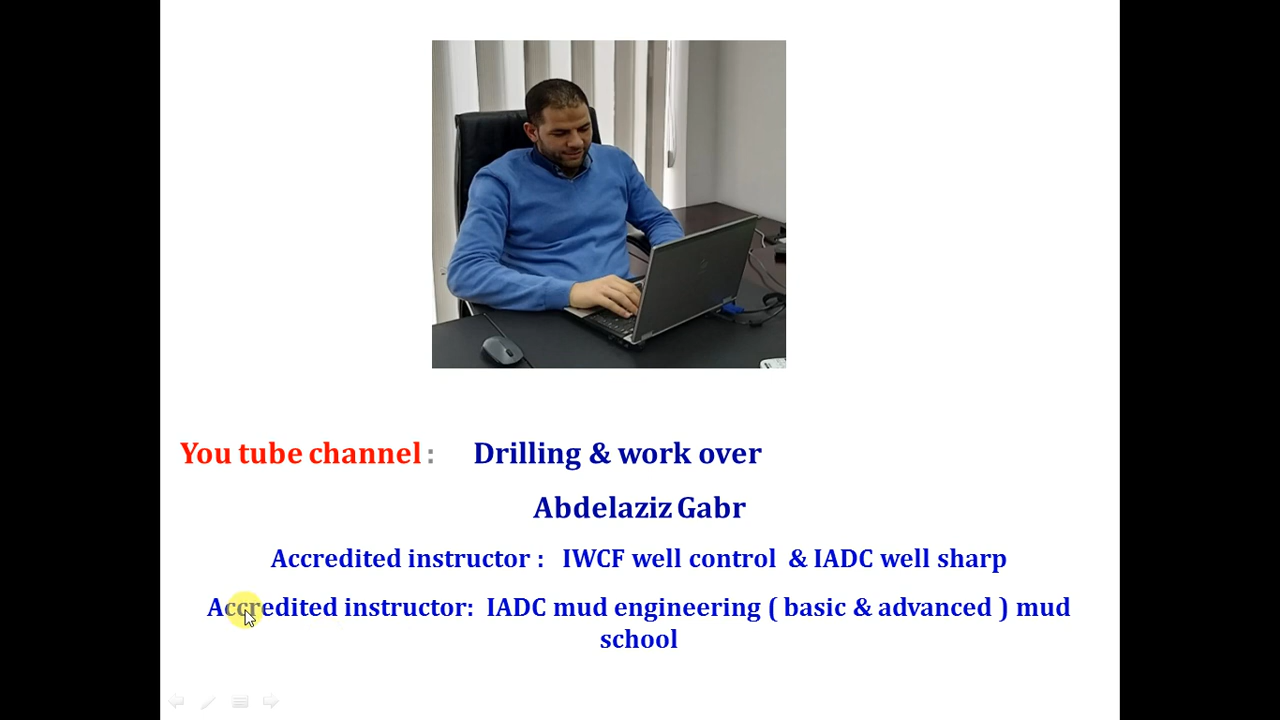 You tube channel : Drilling & work over
Abdelaziz Gabr
Accredited instructor : IWCF well control & IADC well sharp
Accredited instructor: IADC mud engineering ( basic & advanced ) mud
school